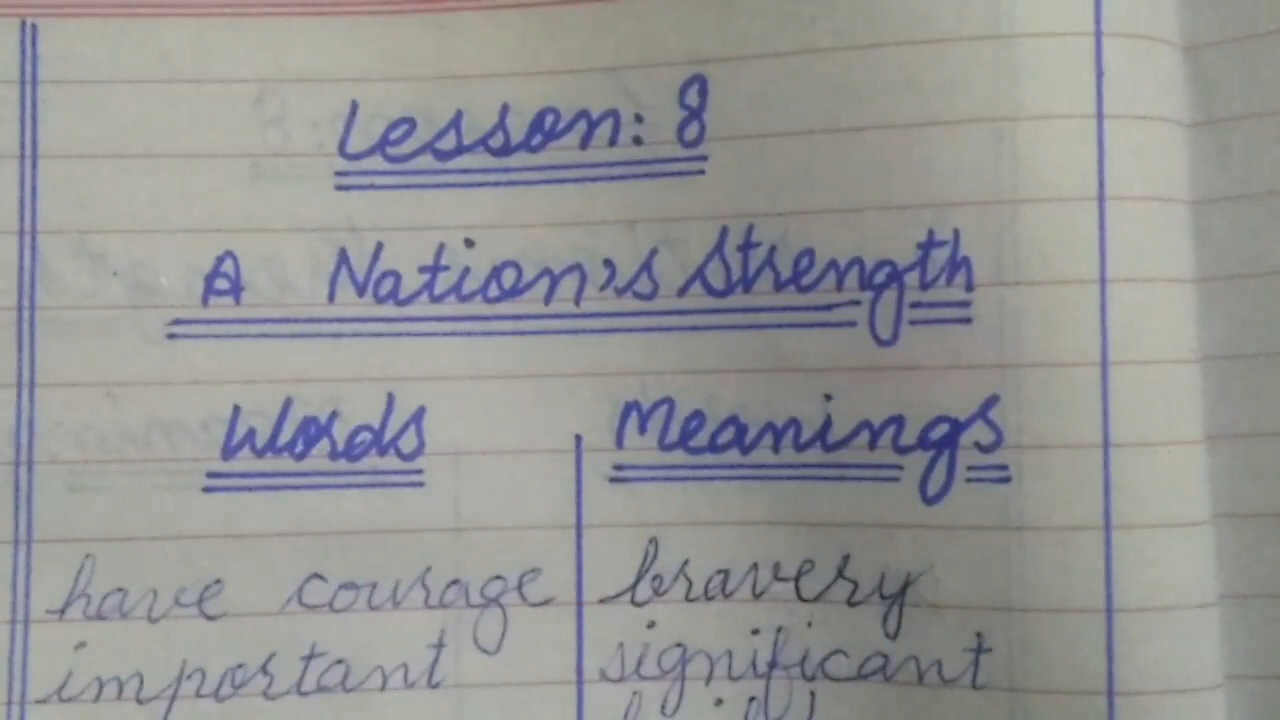 Lesson: 8
A Nation's Strength
Words Meanings
have courage bravery
important significant